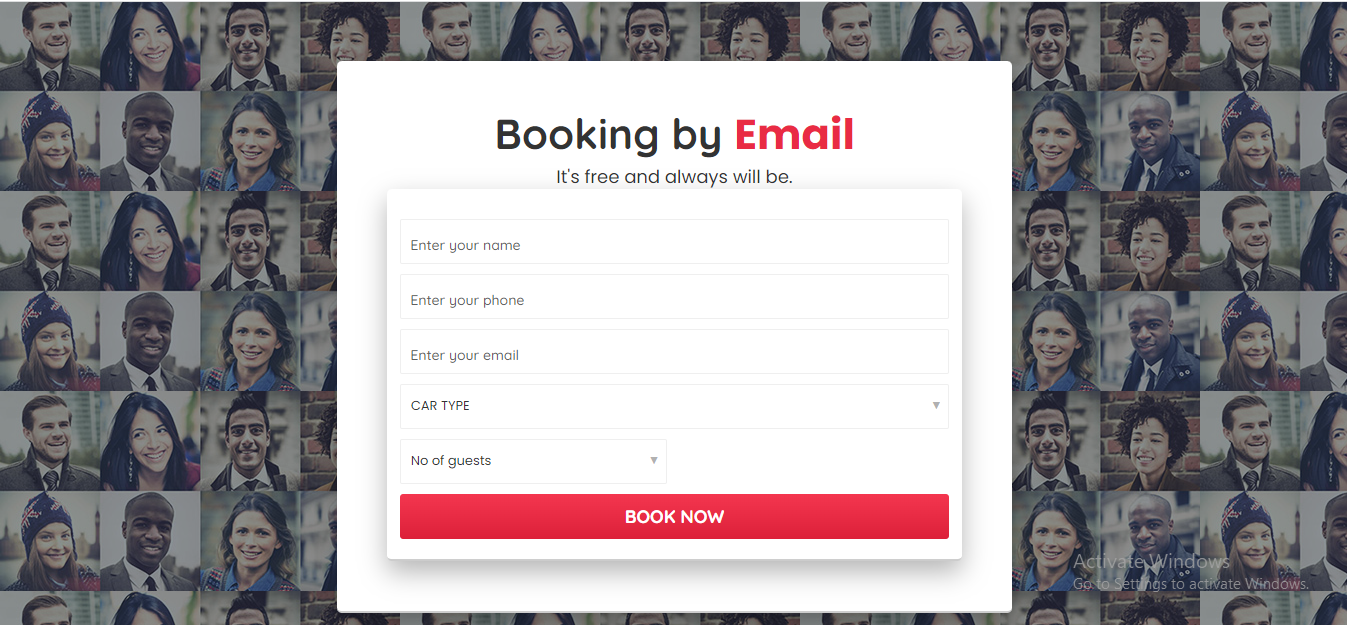 Booking by Email
It's free and always will be.
Enter your name
Enter your phone
Enter your email
CAR TYPE
No of guests
BOOK NOW
Activate Windows
Go to Settings to activate Windows.